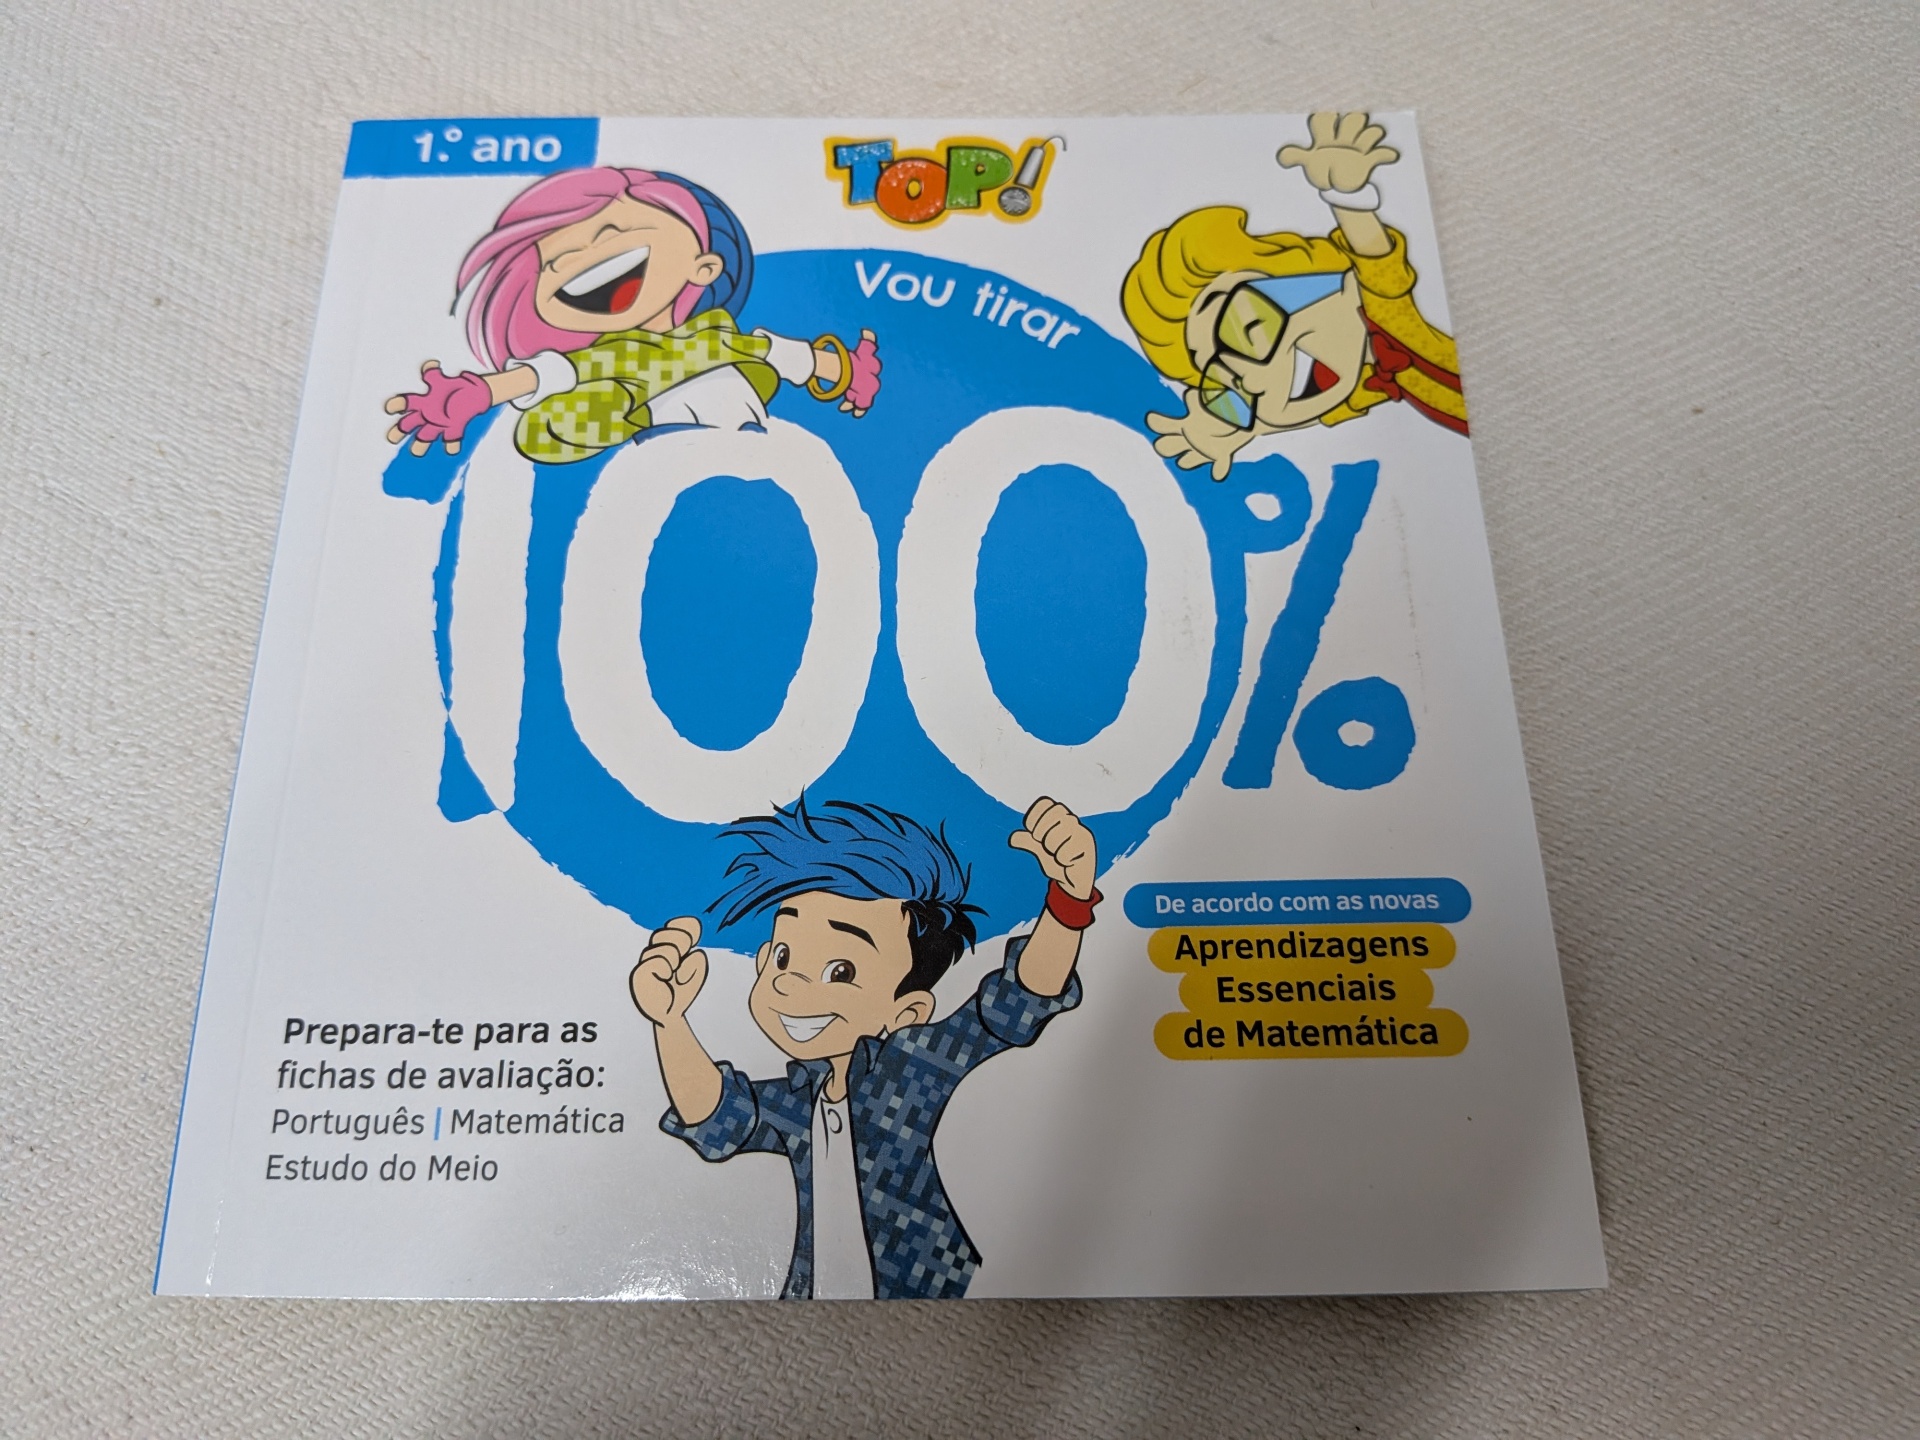 1.º ano
TOP!
Vou tirar
100%
De acordo com as novas
Aprendizagens
Essenciais
de Matemática
Prepara-te para as
fichas de avaliação:
Português | Matemática
Estudo do Meio